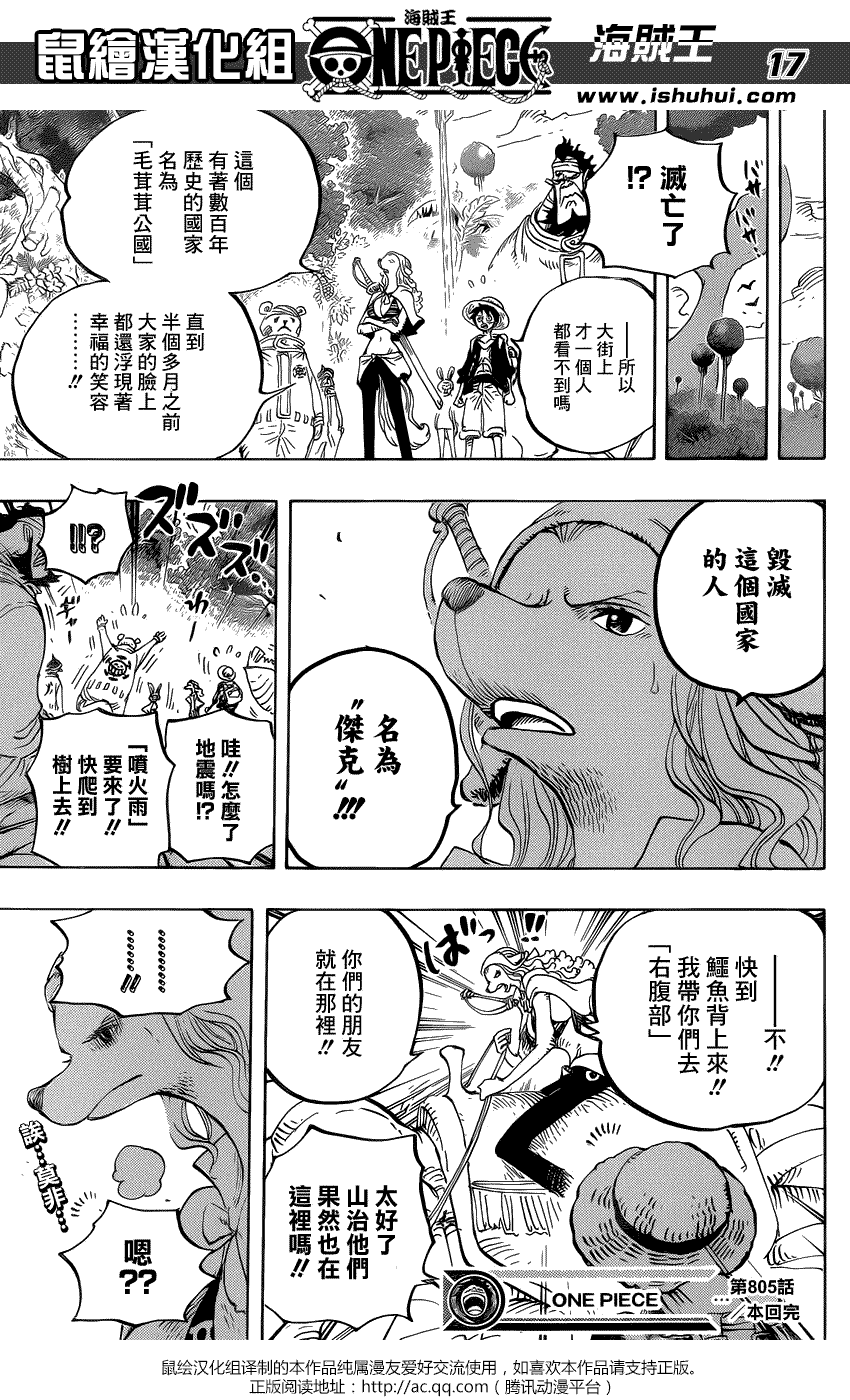 鼠繪漢化組
海賊王
ONE PIECE
海賊王
17
www.ishuhui.com
滅亡了
!?
——所以
大街上
才一個人
都看不到嗎
這個
有著數百年
歷史的國家
名為
「毛茸茸公國」
直到
半個多月之前
大家的臉上
都還浮現著
幸福的笑容
………!!
毀滅
這個國家
的人
名為
“傑克”!!!
ズズズズ…
!!?
わー
哇!!怎麼了
地震嗎!?
「噴火雨」
要來了!!
快爬到
樹上去!!
——不!!
快到
鱷魚背上來!!
我帶你們去
「右腹部」
ばっ
!!
你們的朋友
就在那裡!!
太好了
山治他們
果然也在
這裡嗎!!
…………
………!!
誒…莫非…
嗯??
ONE PIECE
第805話
…／本回完
鼠绘汉化组译制的本作品纯属漫友爱好交流使用，如喜欢本作品请支持正版。
正版阅读地址：http://ac.qq.com（腾讯动漫平台）